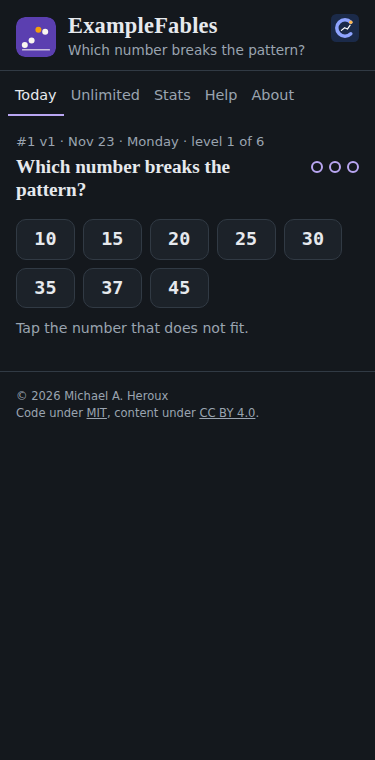 ExampleFables
Which number breaks the pattern?
Today Unlimited Stats Help About
#1 v1 · Nov 23 · Monday · level 1 of 6
Which number breaks the
pattern?
10 15 20 25 30
35 37 45
Tap the number that does not fit.
© 2026 Michael A. Heroux
Code under MIT, content under CC BY 4.0.